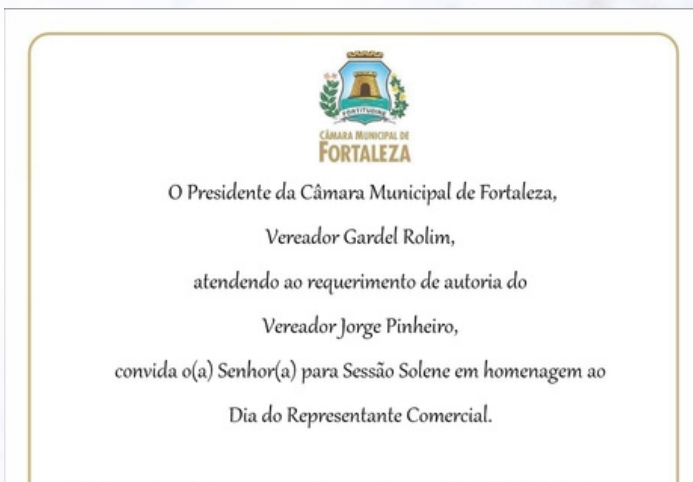 FORTITUDINE
CÂMARA MUNICIPAL DE
FORTALEZA
O Presidente da Câmara Municipal de Fortaleza,
Vereador Gardel Rolim,
atendendo ao requerimento de autoria do
Vereador Jorge Pinheiro,
convida o(a) Senhor(a) para Sessão Solene em homenagem ao
Dia do Representante Comercial.